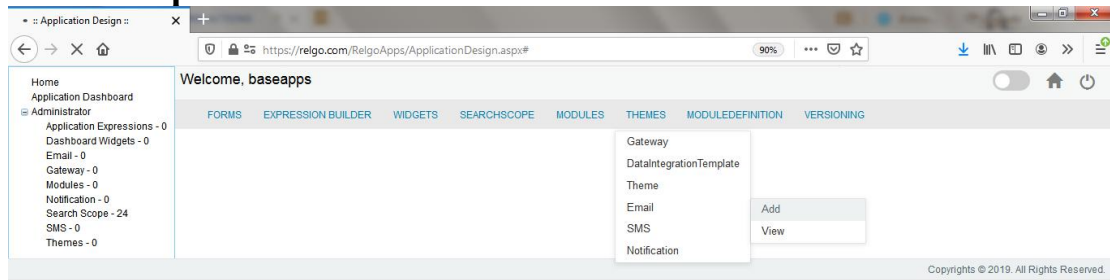 :: Application Design ::
https://relgo.com/RelgoApps/ApplicationDesign.aspx#
90%
Welcome, baseapps
Home
Application Dashboard
Administrator
Application Expressions - 0
Dashboard Widgets - 0
Email - 0
Gateway - 0
Modules - 0
Notification - 0
Search Scope - 24
SMS - 0
Themes - 0
FORMS EXPRESSION BUILDER WIDGETS SEARCHSCOPE MODULES THEMES MODULEDEFINITION VERSIONING
Gateway
DataIntegrationTemplate
Theme
Email
SMS
Notification
Add
View
Copyrights © 2019. All Rights Reserved